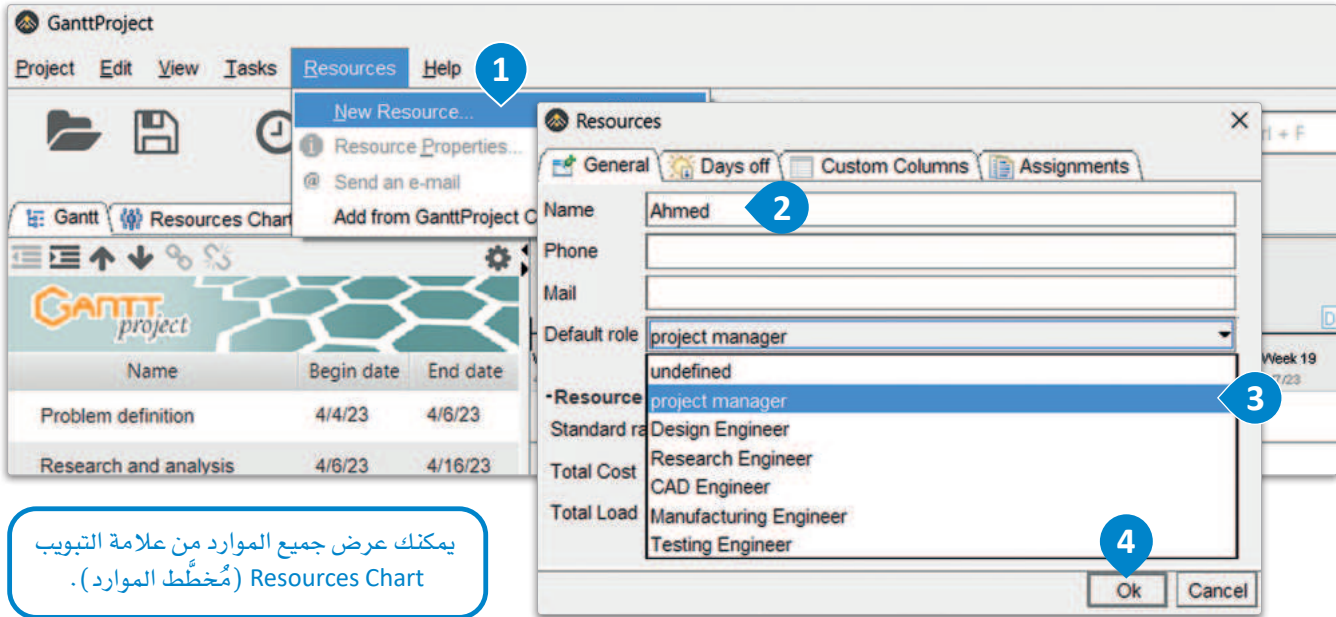 GanttProject
Project Edit View Tasks Resources Help
1
New Resource...
Resource Properties...
@ Send an e-mail
Add from GanttProject C
Gantt
Resources Chart
GANTT
project
Name Begin date End date
Problem definition 4/4/23 4/6/23
Research and analysis 4/6/23 4/16/23
Resources
+ F
General Days off Custom Columns Assignments
Name Ahmed 2
Phone
Mail
Default role project manager
undefined
project manager 3
Design Engineer
Research Engineer
CAD Engineer
Manufacturing Engineer
Testing Engineer
-Resource
Standard ra
Total Cost
Total Load
Week 19
7/23
4
Ok Cancel
يمكنك عرض جميع الموارد من علامة التبويب
Resources Chart (مُخطَّط الموارد).